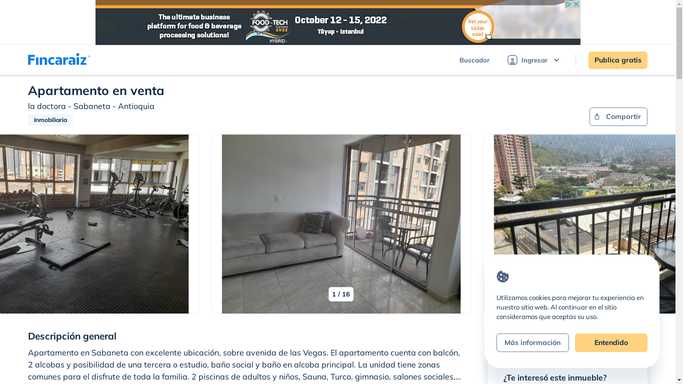 The ultimate business
platform for food & beverage
processing solutions!
FOOD-TECH
HYBRID
October 12 - 15, 2022
Tüyap - Istanbul
Get your
ticket
now!
Fincaraiz
Buscador
Ingresar
Publica gratis
Apartamento en venta
la doctora - Sabaneta - Antioquia
Inmobiliaria
Compartir
1 / 16
Utilizamos cookies para mejorar tu experiencia en
nuestro sitio web. Al continuar en el sitio
consideramos que aceptas su uso.
Más información
Entendido
Descripción general
Apartamento en Sabaneta con excelente ubicación, sobre avenida de las Vegas. El apartamento cuenta con balcón,
2 alcobas y posibilidad de una tercera o estudio, baño social y baño en alcoba principal. La unidad tiene zonas
comunes para el disfrute de toda la familia. 2 piscinas de adultos y niños, Sauna, Turco, gimnasio, salones sociales,...
¿Te interesó este inmueble?